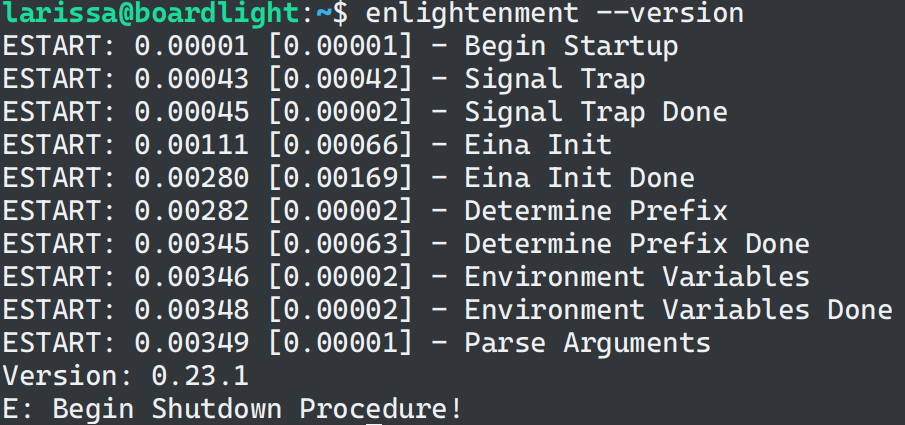 larissa@boardlight:~$ enlightenment --version
ESTART: 0.00001 [0.00001] - Begin Startup
ESTART: 0.00043 [0.00042] - Signal Trap
ESTART: 0.00045 [0.00002] - Signal Trap Done
ESTART: 0.00111 [0.00066] - Eina Init
ESTART: 0.00280 [0.00169] - Eina Init Done
ESTART: 0.00282 [0.00002] - Determine Prefix
ESTART: 0.00345 [0.00063] - Determine Prefix Done
ESTART: 0.00346 [0.00002] - Environment Variables
ESTART: 0.00348 [0.00002] - Environment Variables Done
ESTART: 0.00349 [0.00001] - Parse Arguments
Version: 0.23.1
E: Begin Shutdown Procedure!